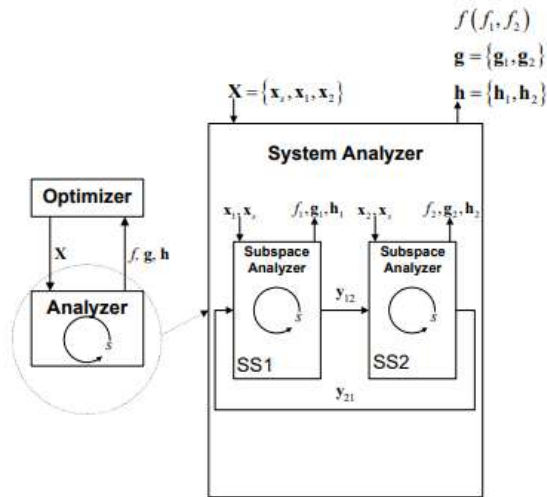 f(f₁, f₂)
g = {g₁, g₂}
X = {xₛ, x₁, x₂}
h = {h₁, h₂}
System Analyzer
Optimizer
x₁, xₛ
f₁, g₁, h₁
x₂, xₛ
f₂, g₂, h₂
X
f, g, h
Subspace
Analyzer
Subspace
Analyzer
Analyzer
s
s
y₁₂
s
SS1
SS2
y₂₁